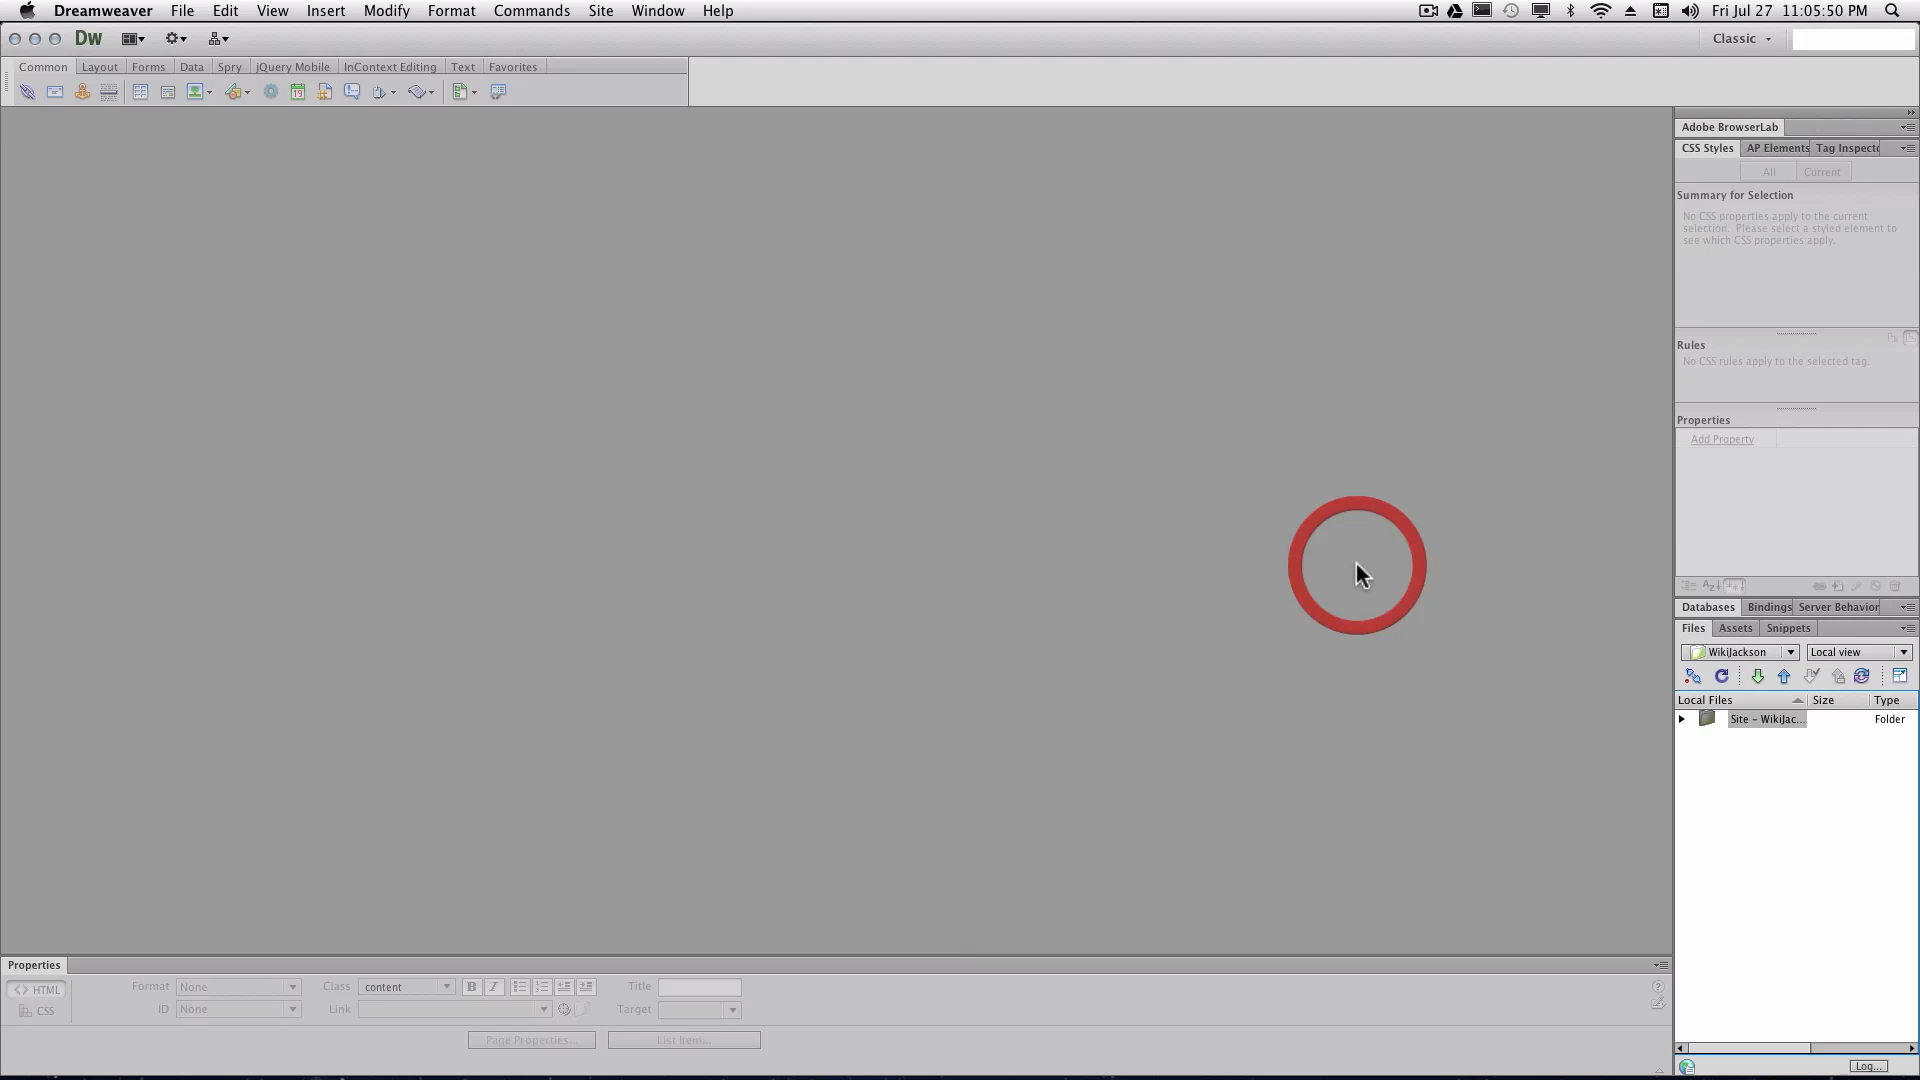 Dreamweaver File Edit View Insert Modify Format Commands Site Window Help Fri Jul 27 11:05:50 PM
Dw Classic
Common Layout Forms Data Spry jQuery Mobile InContext Editing Text Favorites
19
Adobe BrowserLab
CSS Styles AP Elements Tag Inspecto
All Current
Summary for Selection
No CSS properties apply to the current
selection. Please select a styled element to
see which CSS properties apply.
Rules
No CSS rules apply to the selected tag.
Properties
Add Property
Databases Bindings Server Behavior
Files Assets Snippets
WikiJackson Local view
Local Files Size Type
Site - WikiJac... Folder
Log...
Properties
<> HTML Format None Class content B I Title
CSS ID None Link Target
Page Properties... List Item...